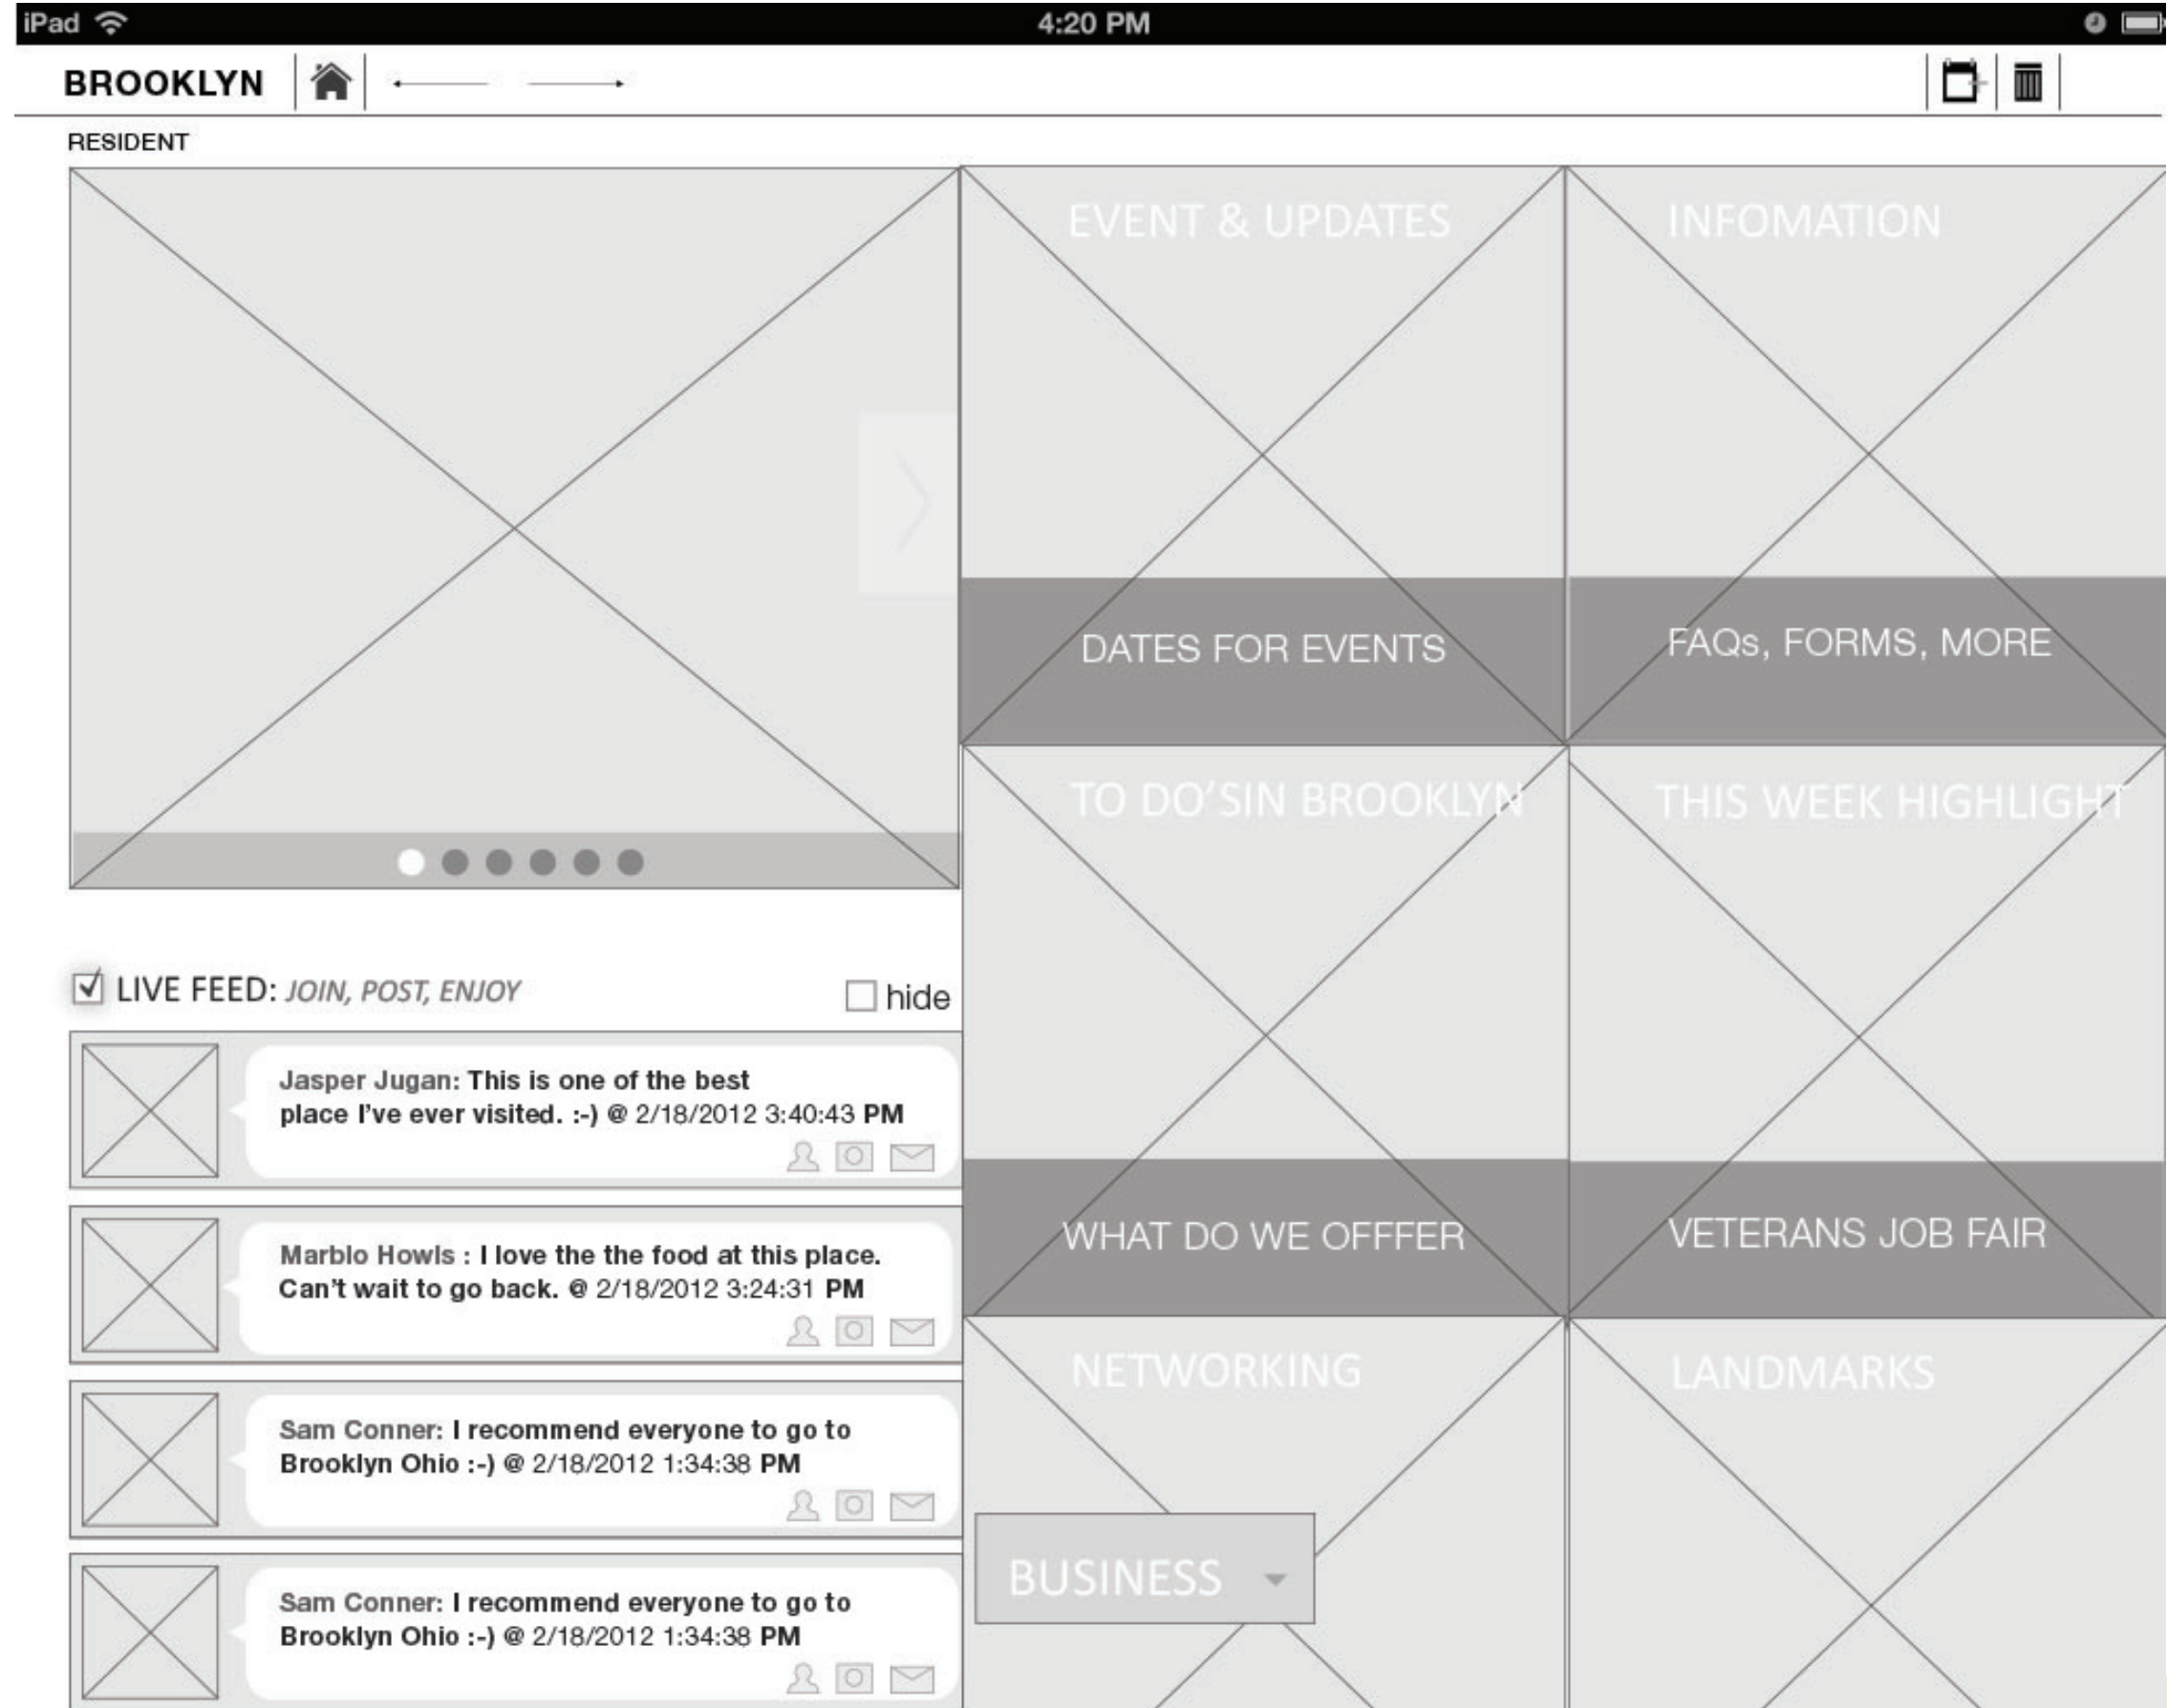 iPad
4:20 PM
BROOKLYN
RESIDENT
EVENT & UPDATES
DATES FOR EVENTS
INFOMATION
FAQs, FORMS, MORE
TO DO'SIN BROOKLYN
WHAT DO WE OFFFER
THIS WEEK HIGHLIGHT
VETERANS JOB FAIR
LIVE FEED: JOIN, POST, ENJOY
hide
Jasper Jugan: This is one of the best
place I've ever visited. :-) @ 2/18/2012 3:40:43 PM
Marblo Howls : I love the the food at this place.
Can't wait to go back. @ 2/18/2012 3:24:31 PM
Sam Conner: I recommend everyone to go to
Brooklyn Ohio :-) @ 2/18/2012 1:34:38 PM
Sam Conner: I recommend everyone to go to
Brooklyn Ohio :-) @ 2/18/2012 1:34:38 PM
NETWORKING
BUSINESS
LANDMARKS